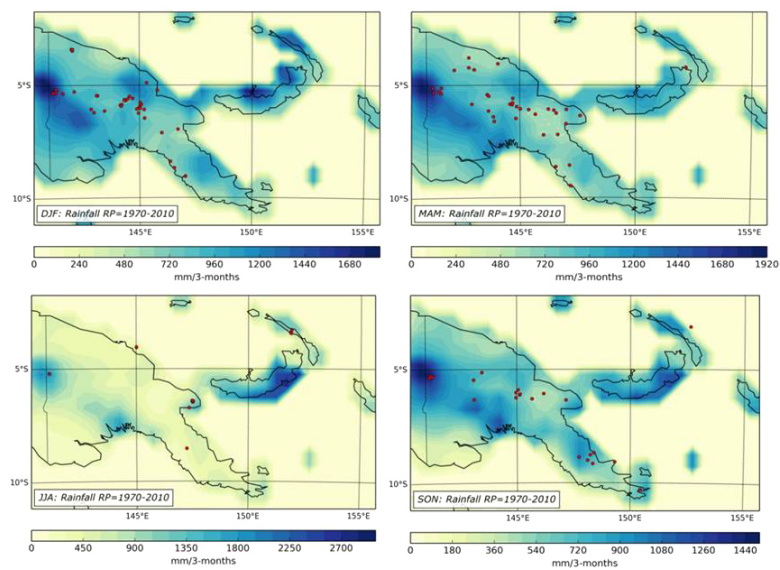 5°S
10°S
DJF: Rainfall RP=1970-2010
145°E 150°E 155°E
0 240 480 720 960 1200 1440 1680
mm/3-months
5°S
10°S
MAM: Rainfall RP=1970-2010
145°E 150°E 155°E
0 240 480 720 960 1200 1440 1680 1920
mm/3-months
5°S
10°S
JJA: Rainfall RP=1970-2010
145°E 150°E 155°E
0 450 900 1350 1800 2250 2700
mm/3-months
5°S
10°S
SON: Rainfall RP=1970-2010
145°E 150°E 155°E
0 180 360 540 720 900 1080 1260 1440
mm/3-months